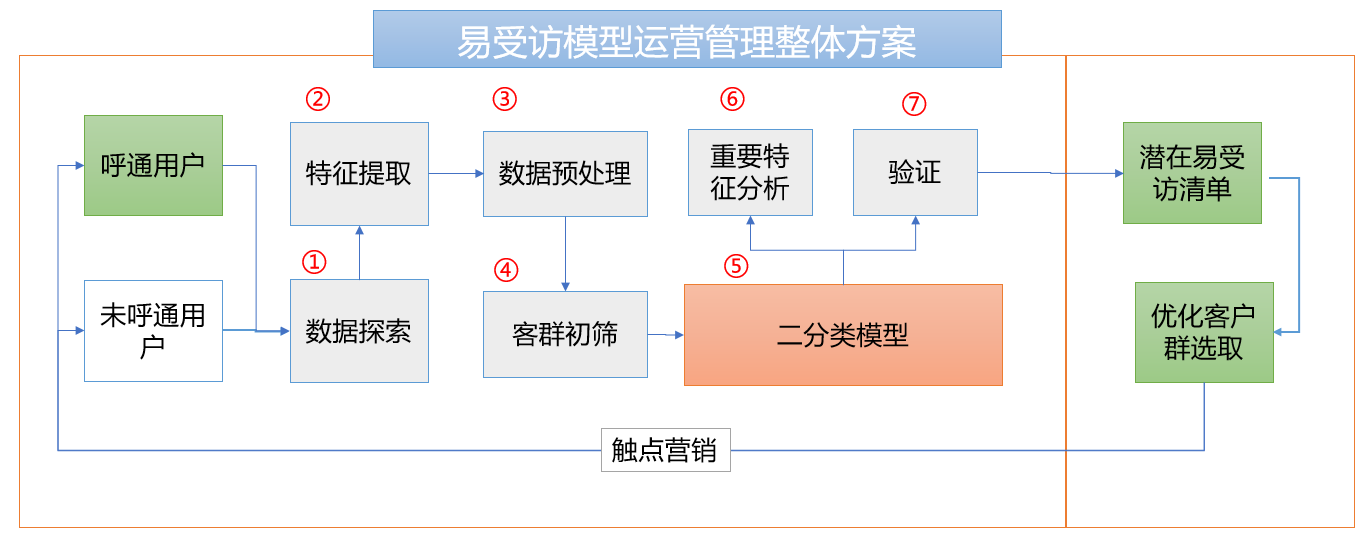 易受访模型运营管理整体方案
②
③
⑥
⑦
呼通用户
特征提取
数据预处理
重要特
征分析
验证
潜在易受
访清单
①
④
⑤
未呼通用
户
数据探索
客群初筛
二分类模型
优化客户
群选取
触点营销